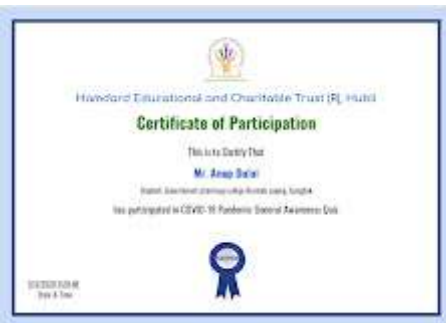 Hamdard Educational and Charitable Trust (R), Hubli
Certificate of Participation
This is to Certify That
Mr. Anup Dalal
has participated in COVID-19 Pandemic General Awareness Quiz
Date & Time